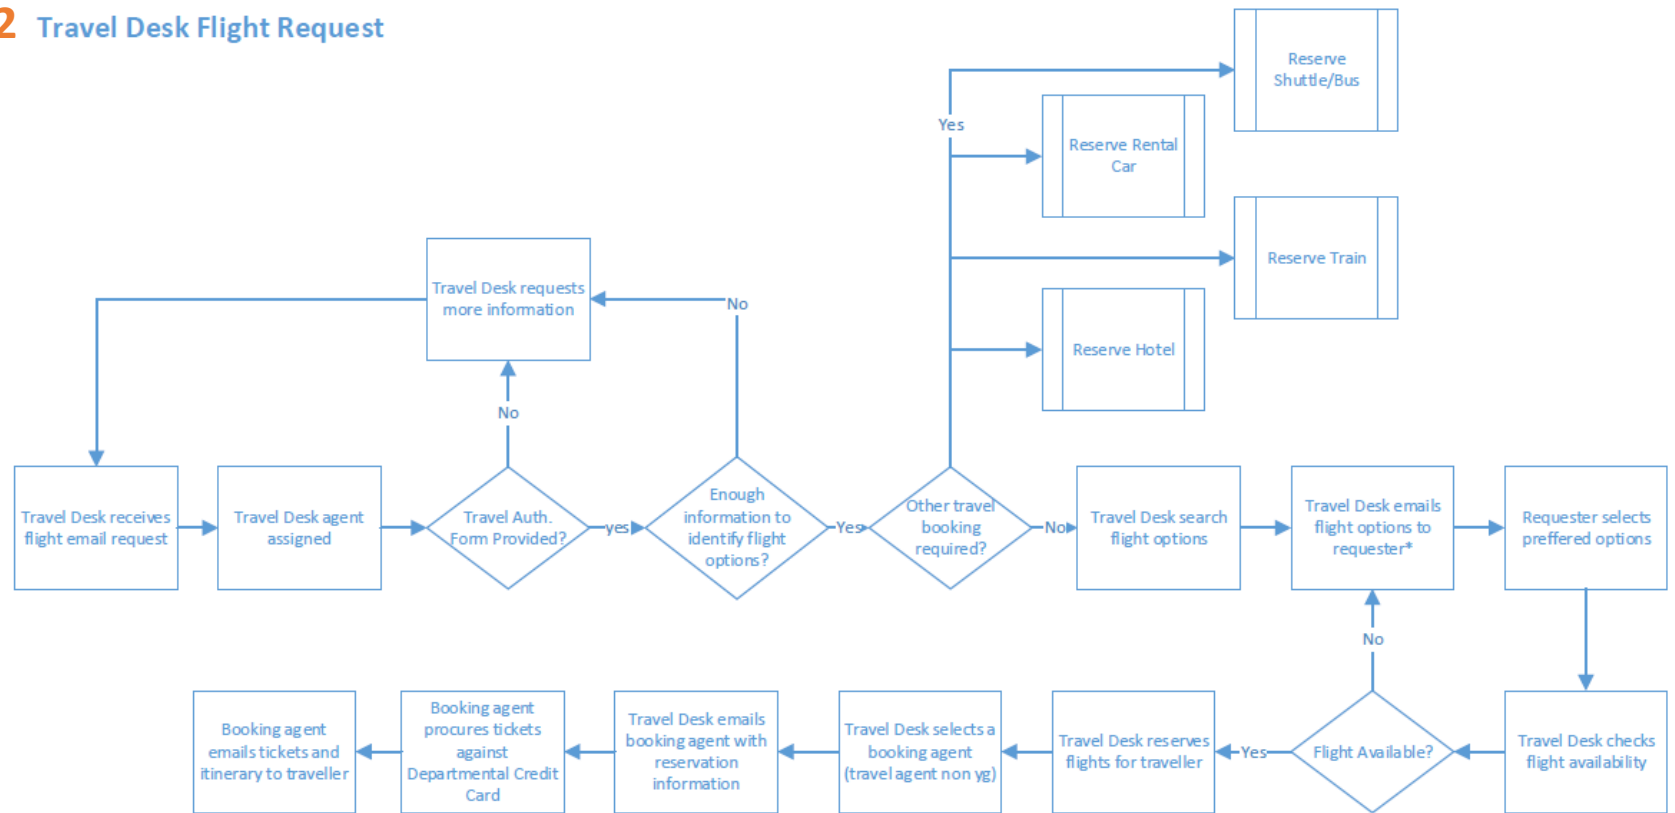 2 Travel Desk Flight Request
Reserve
Shuttle/Bus
Yes
Reserve Rental
Car
Reserve Train
Reserve Hotel
Travel Desk requests
more information
No
No
Travel Desk receives
flight email request
Travel Desk agent
assigned
Travel Auth.
Form Provided?
yes
Enough
information to
identify flight
options?
Yes
Other travel
booking
required?
No
Travel Desk search
flight options
Travel Desk emails
flight options to
requester*
Requester selects
preffered options
No
Booking agent
emails tickets and
itinerary to traveller
Booking agent
procures tickets
against
Departmental Credit
Card
Travel Desk emails
booking agent with
reservation
information
Travel Desk selects a
booking agent
(travel agent non yg)
Travel Desk reserves
flights for traveller
Yes
Flight Available?
Travel Desk checks
flight availability